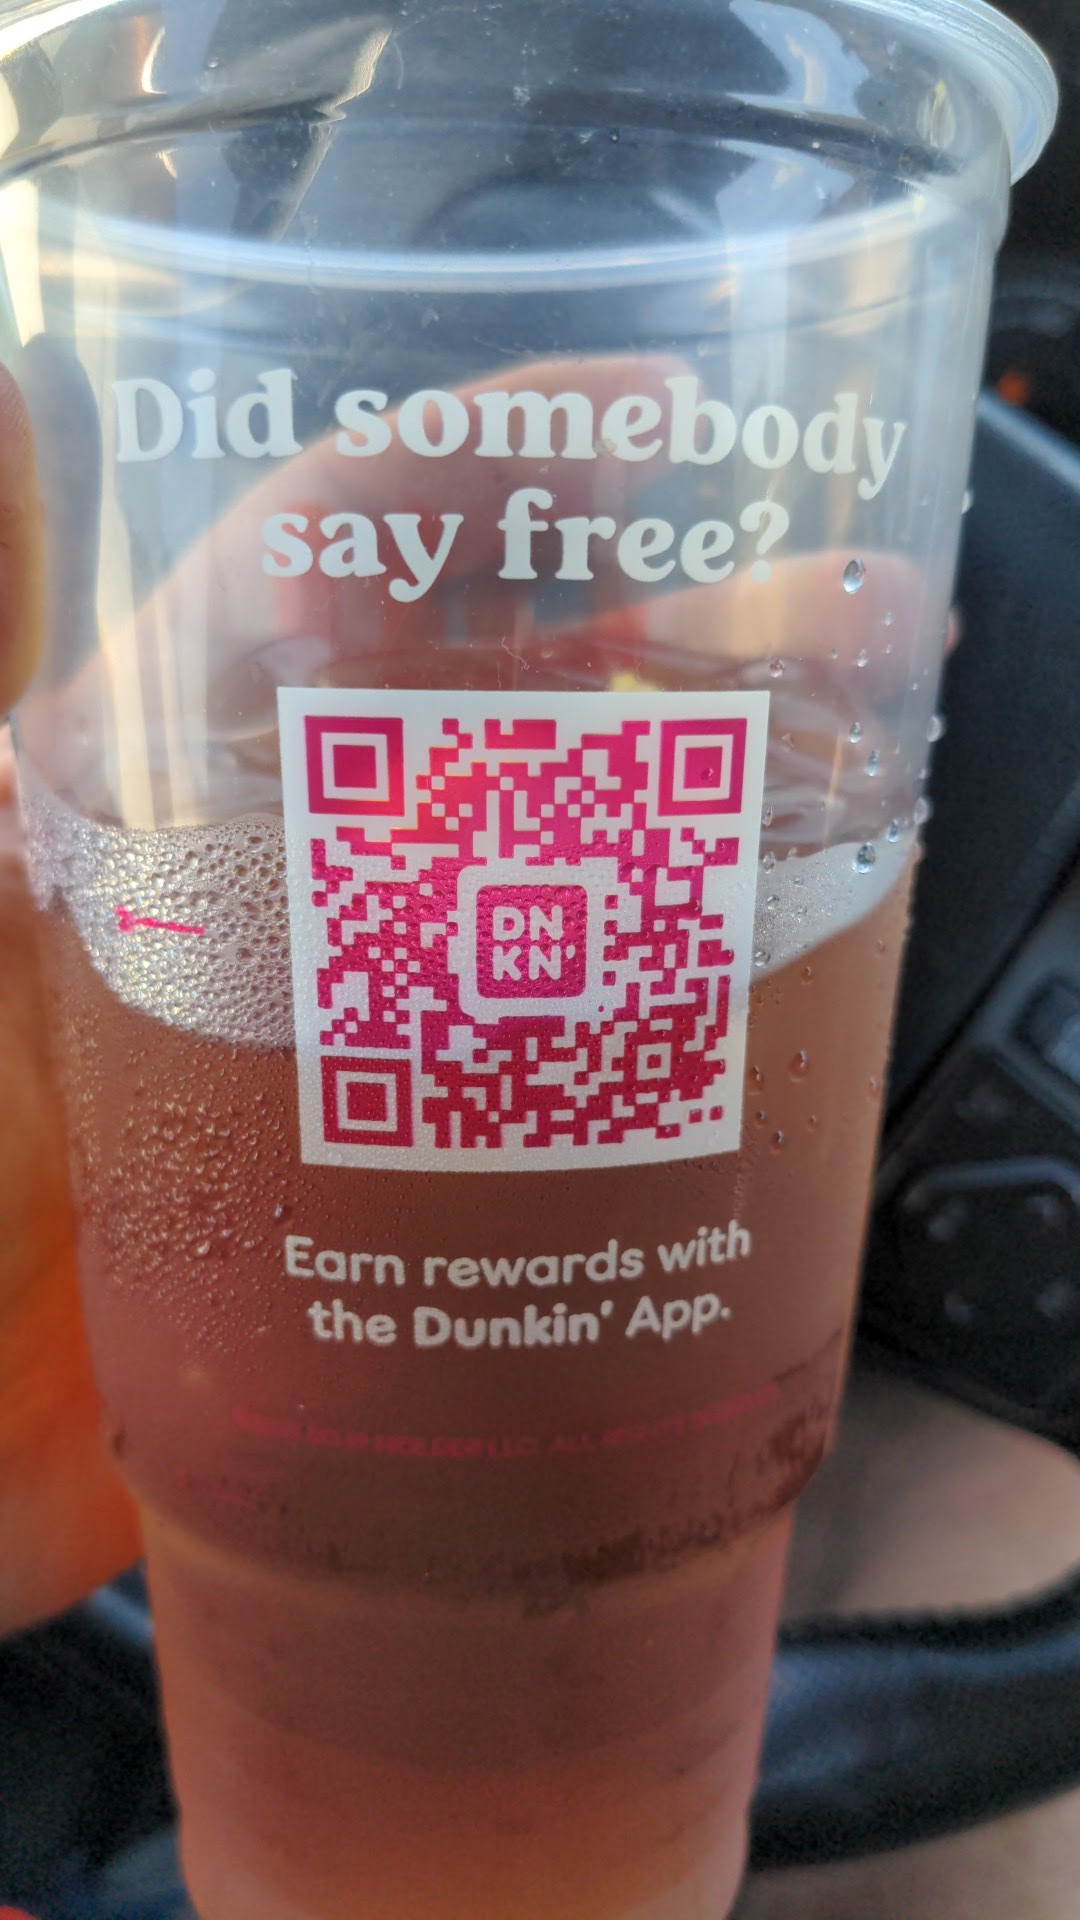 Did somebody
say free?
DN
KN'
Earn rewards with
the Dunkin' App.